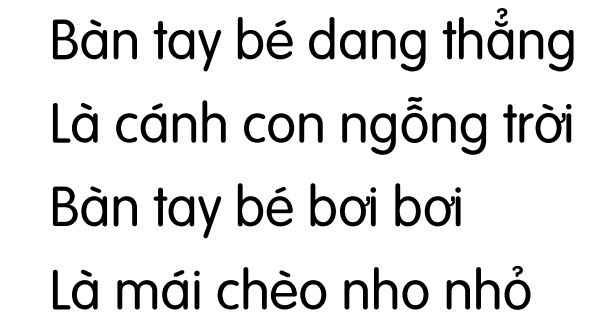 Bàn tay bé dang thẳng
Là cánh con ngỗng trời
Bàn tay bé bơi bơi
Là mái chèo nho nhỏ